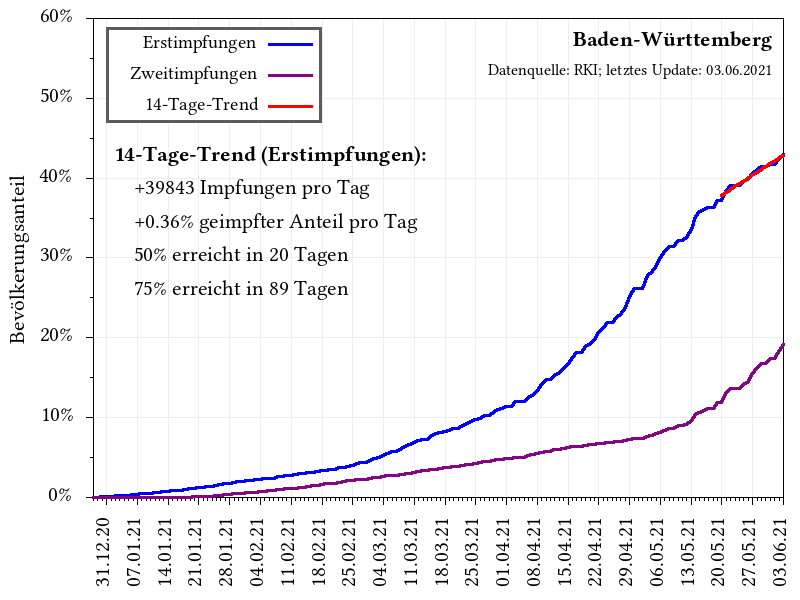 60%
50%
40%
30%
20%
10%
0%
Bevölkerungsanteil
Erstimpfungen
Zweitimpfungen
14-Tage-Trend
Baden-Württemberg
Datenquelle: RKI; letztes Update: 03.06.2021
14-Tage-Trend (Erstimpfungen):
+39843 Impfungen pro Tag
+0.36% geimpfter Anteil pro Tag
50% erreicht in 20 Tagen
75% erreicht in 89 Tagen
31.12.20
07.01.21
14.01.21
21.01.21
28.01.21
04.02.21
11.02.21
18.02.21
25.02.21
04.03.21
11.03.21
18.03.21
25.03.21
01.04.21
08.04.21
15.04.21
22.04.21
29.04.21
06.05.21
13.05.21
20.05.21
27.05.21
03.06.21